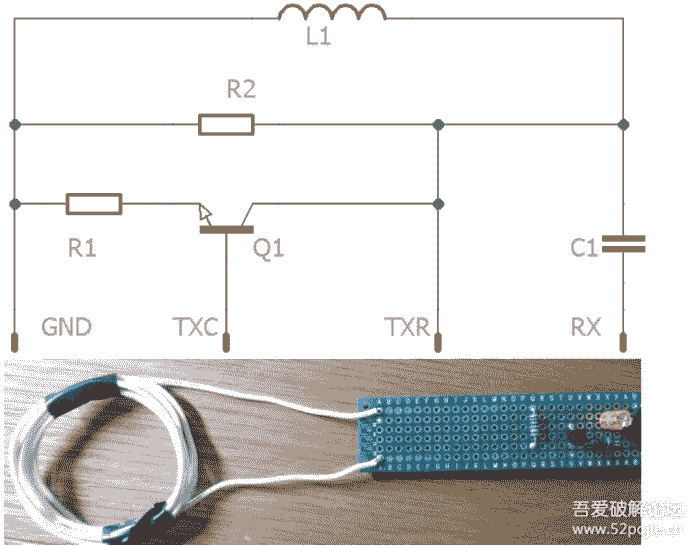 L1
R2
R1
Q1
C1
GND
TXC
TXR
RX
吾爱破解论坛
www.52pojie.cn